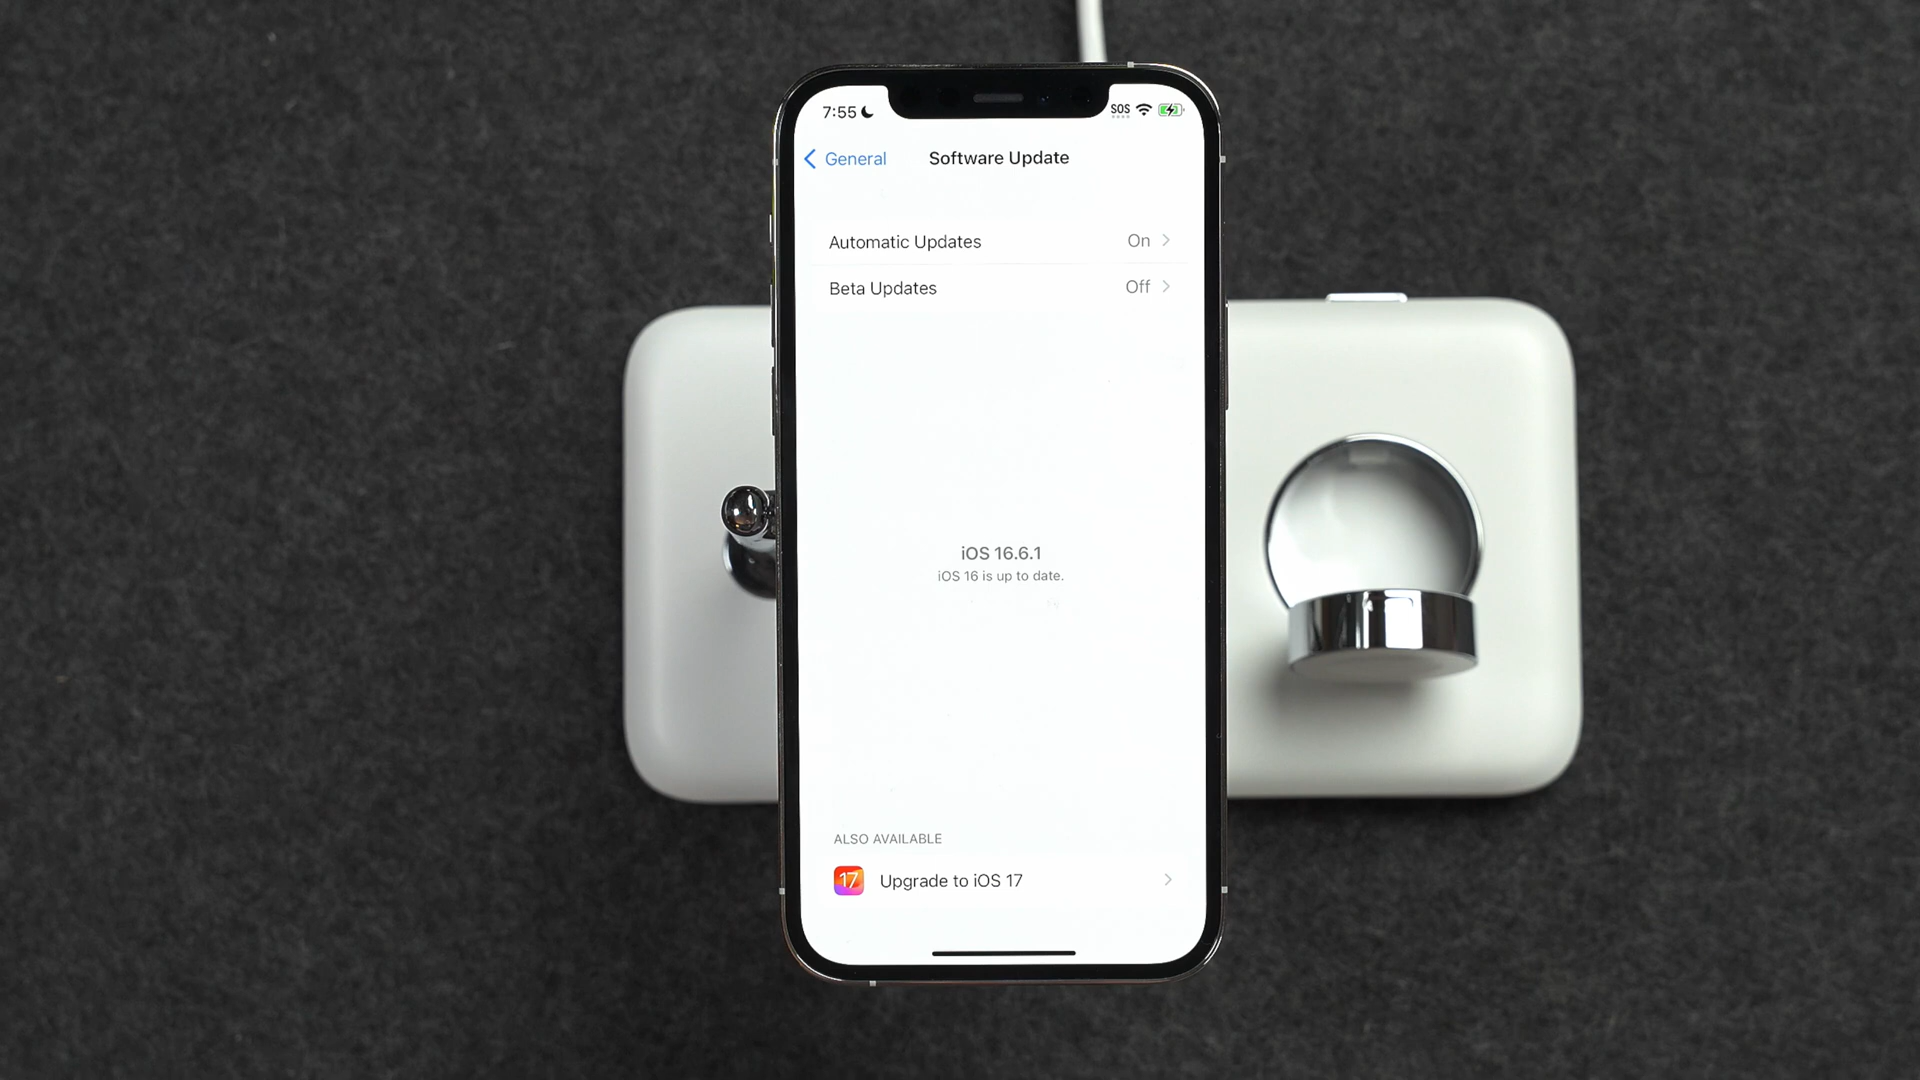 7:55 SOS
General Software Update
Automatic Updates On
Beta Updates Off
iOS 16.6.1
iOS 16 is up to date.
ALSO AVAILABLE
17 Upgrade to iOS 17